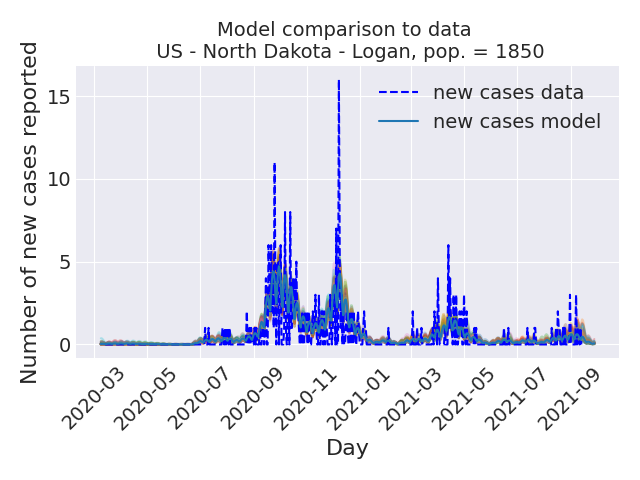 Model comparison to data
US - North Dakota - Logan, pop. = 1850
Number of new cases reported
15
10
5
0
new cases data
new cases model
2020-03
2020-05
2020-07
2020-09
2020-11
2021-01
2021-03
2021-05
2021-07
2021-09
Day